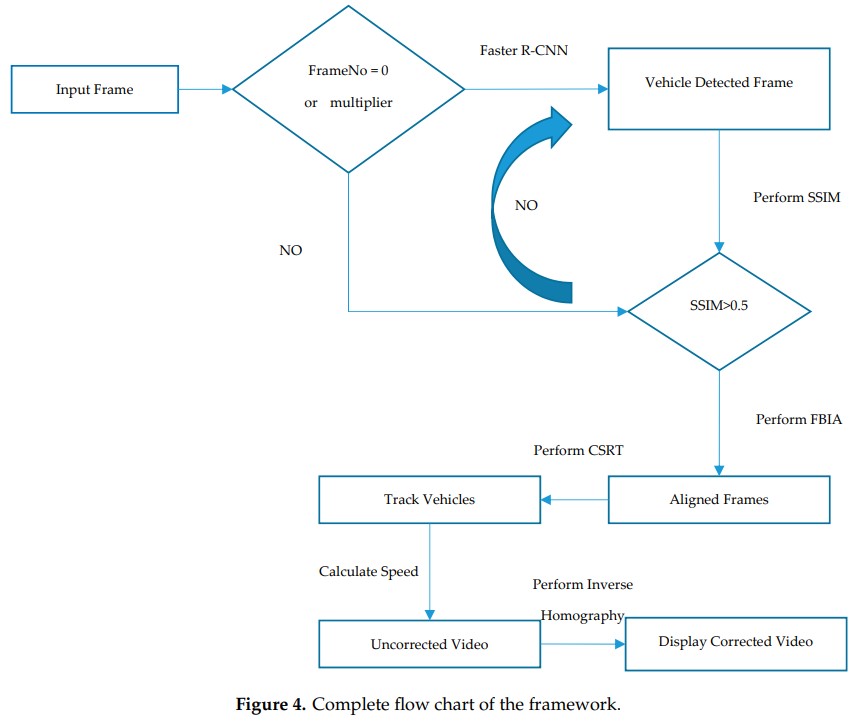 Faster R-CNN
Input Frame
FrameNo = 0
or multiplier
Vehicle Detected Frame
Perform SSIM
NO
NO
SSIM>0.5
Perform FBIA
Perform CSRT
Track Vehicles
Aligned Frames
Calculate Speed
Perform Inverse
Homography
Uncorrected Video
Display Corrected Video
Figure 4. Complete flow chart of the framework.